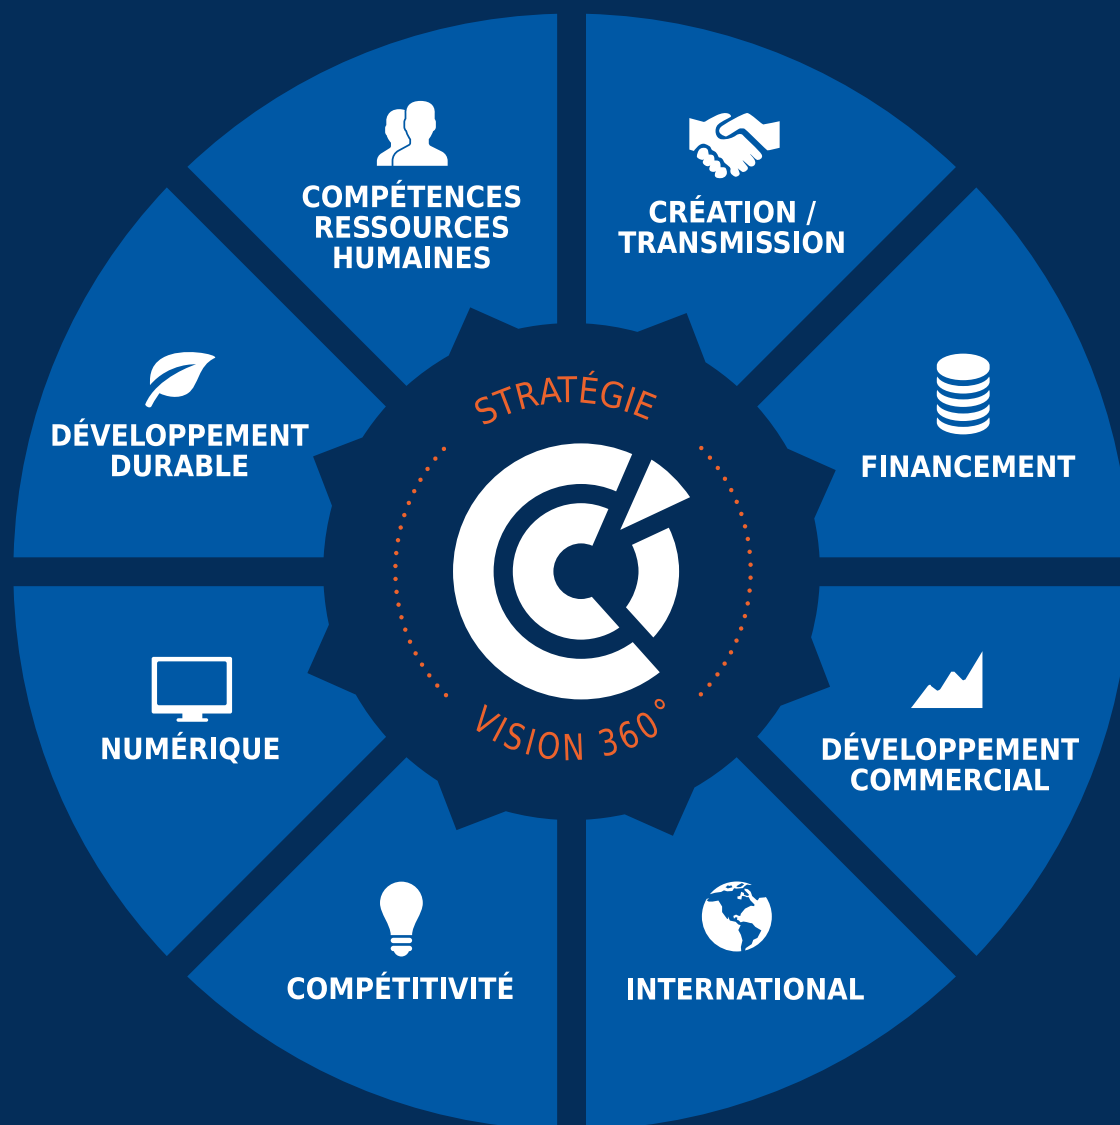 COMPÉTENCES
RESSOURCES
HUMAINES
CRÉATION /
TRANSMISSION
DÉVELOPPEMENT
DURABLE
FINANCEMENT
STRATÉGIE
VISION 360°
NUMÉRIQUE
DÉVELOPPEMENT
COMMERCIAL
COMPÉTITIVITÉ
INTERNATIONAL